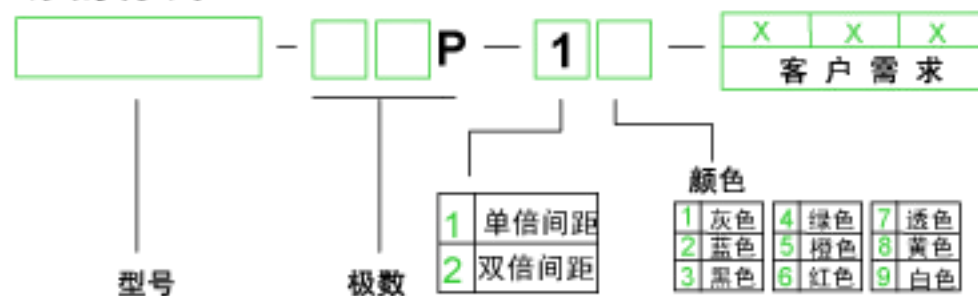 - P - 1 - X X X
客户需求
颜色
1 单倍间距
2 双倍间距
1 灰色 4 绿色 7 透色
2 蓝色 5 橙色 8 黄色
3 黑色 6 红色 9 白色
型号 极数